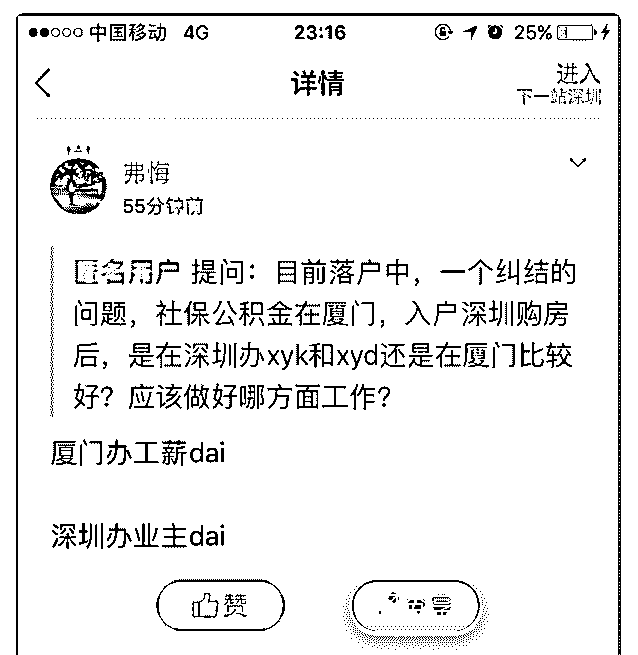 中国移动 4G 23:16 25%
详情
进入
下一站深圳
弗悔
55分钟前
匿名用户 提问：目前落户中，一个纠结的
问题，社保公积金在厦门，入户深圳购房
后，是在深圳办xyk和xyd还是在厦门比较
好？应该做好哪方面工作？
厦门办工薪dai
深圳办业主dai
赞